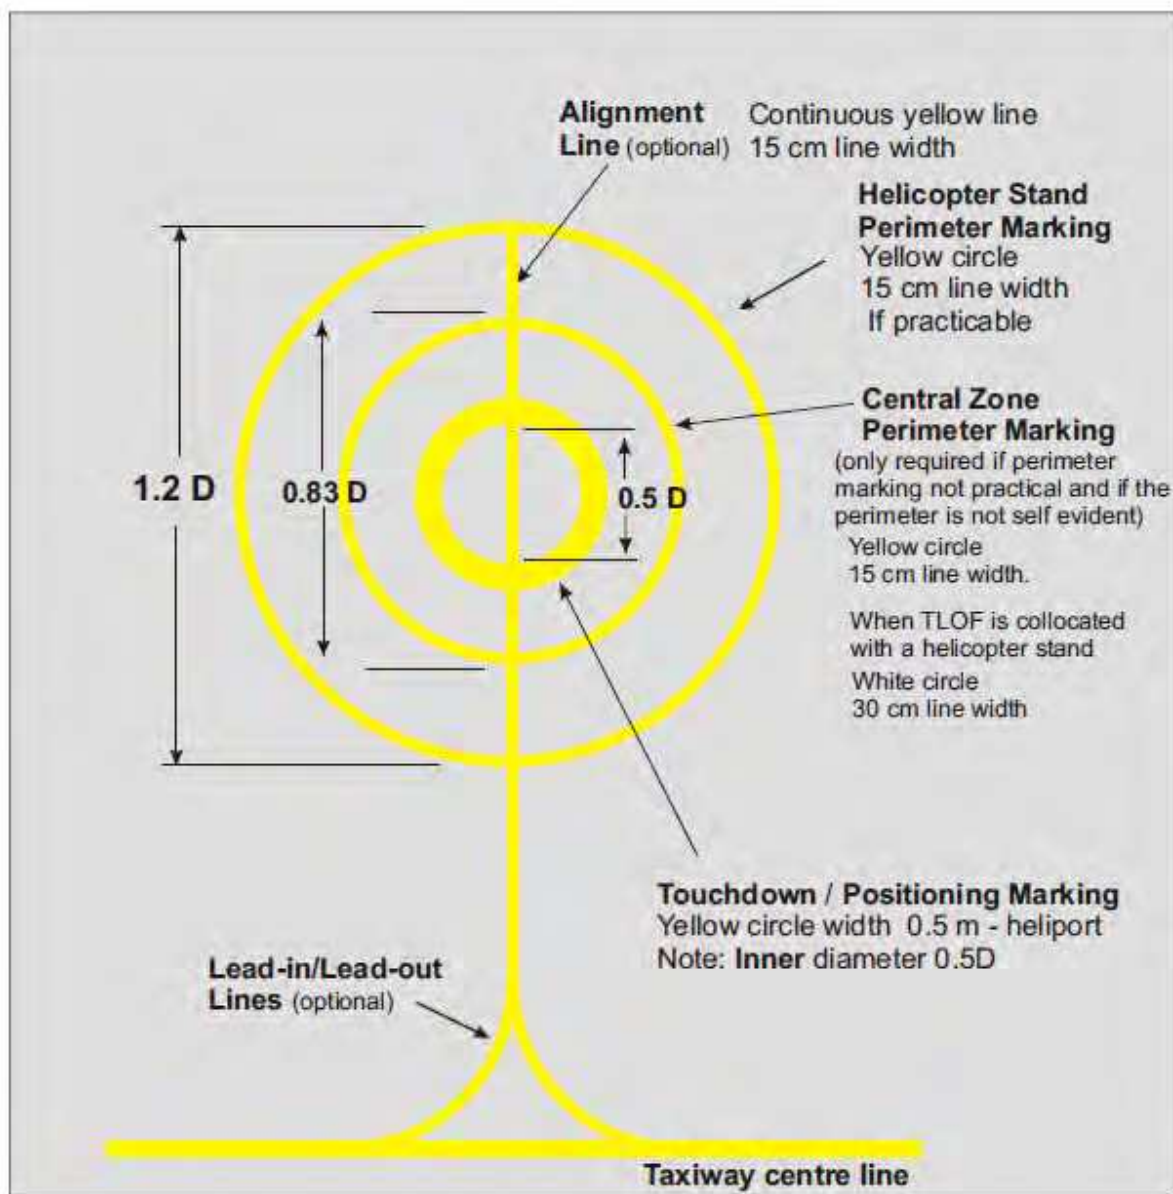 Alignment
Line (optional)
Continuous yellow line
15 cm line width
Helicopter Stand
Perimeter Marking
Yellow circle
15 cm line width
If practicable
Central Zone
Perimeter Marking
(only required if perimeter
marking not practical and if the
perimeter is not self evident)
Yellow circle
15 cm line width.
When TLOF is collocated
with a helicopter stand
White circle
30 cm line width
1.2 D
0.83 D
0.5 D
Touchdown / Positioning Marking
Yellow circle width 0.5 m - heliport
Note: Inner diameter 0.5D
Lead-in/Lead-out
Lines (optional)
Taxiway centre line